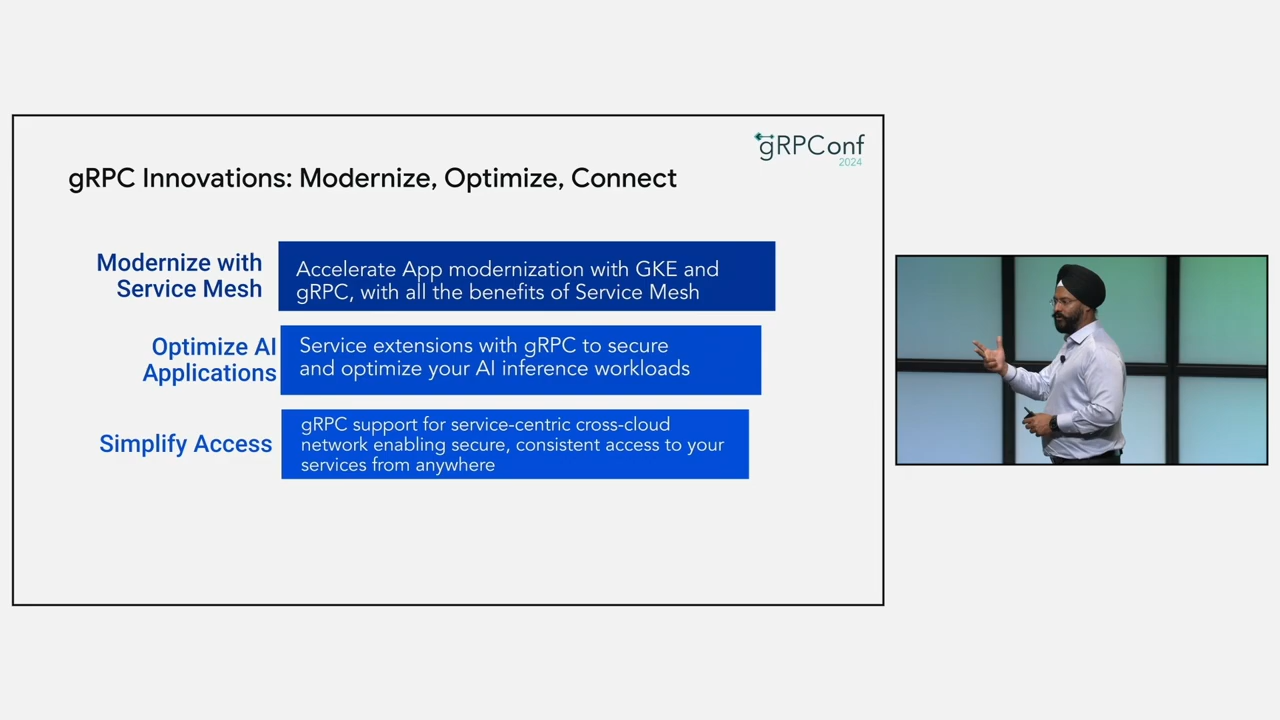 gRPConf
2024
gRPC Innovations: Modernize, Optimize, Connect
Modernize with
Service Mesh
Accelerate App modernization with GKE and
gRPC, with all the benefits of Service Mesh
Optimize AI
Applications
Service extensions with gRPC to secure
and optimize your AI inference workloads
Simplify Access
gRPC support for service-centric cross-cloud
network enabling secure, consistent access to your
services from anywhere